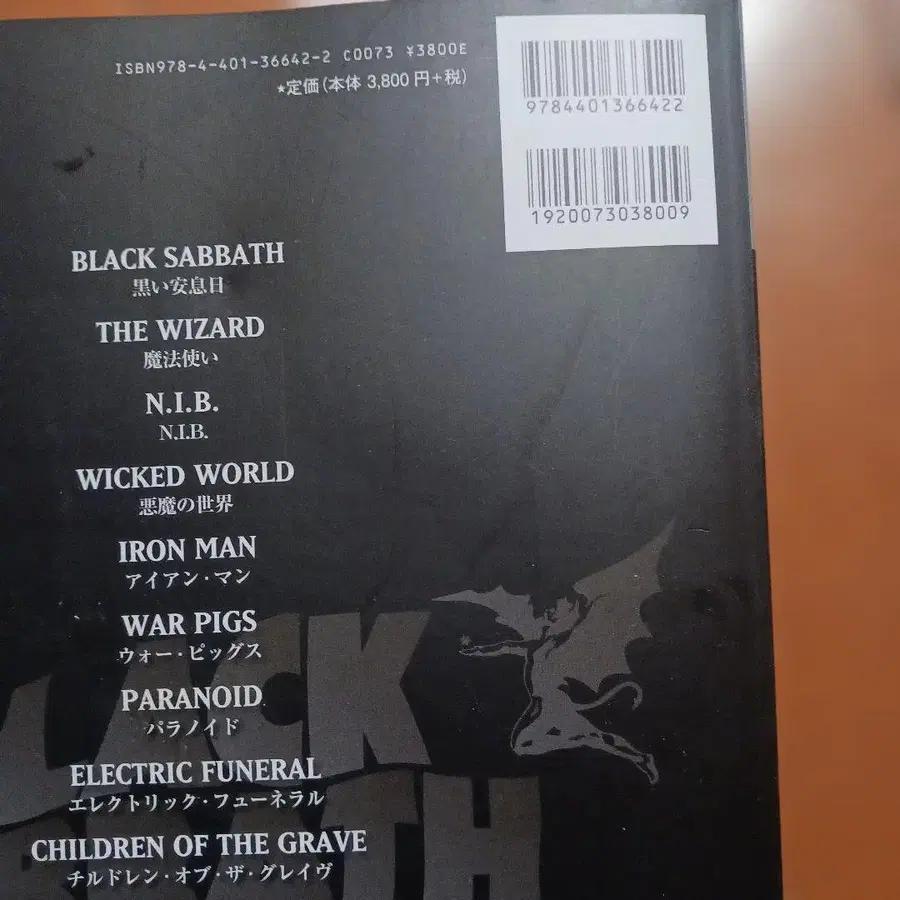 ISBN978-4-401-36642-2 C0073 ¥3800E
★定価(本体 3,800 円+税)
9784401366422
1920073038009
BLACK SABBATH
黒い安息日
THE WIZARD
魔法使い
N.I.B.
N.I.B.
WICKED WORLD
悪魔の世界
IRON MAN
アイアン・マン
WAR PIGS
ウォー・ピッグス
PARANOID
パラノイド
ELECTRIC FUNERAL
エレクトリック・フューネラル
CHILDREN OF THE GRAVE
チルドレン・オブ・ザ・グレイヴ
LACK
BBATH